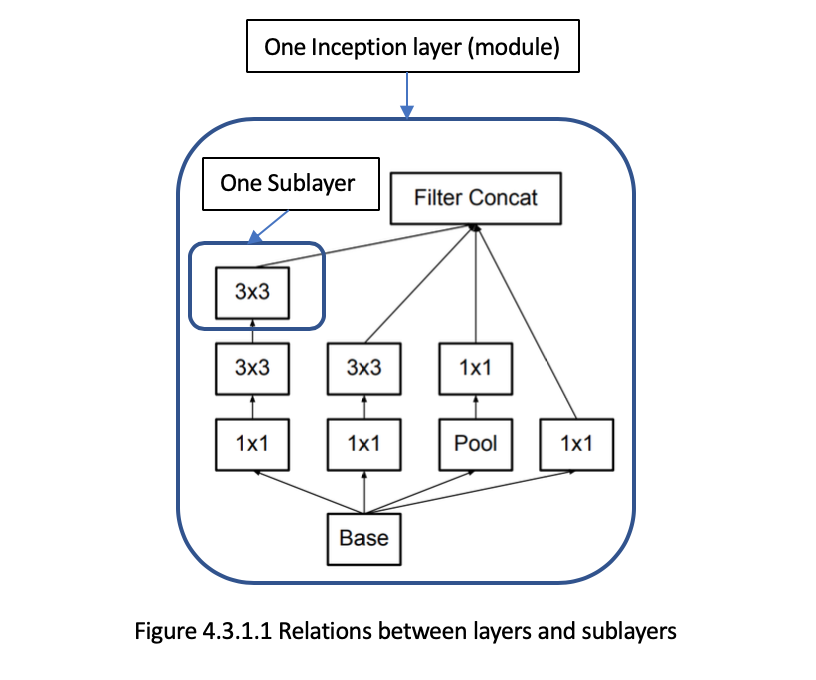 One Inception layer (module)
One Sublayer
Filter Concat
3x3
3x3 3x3 1x1
1x1 1x1 Pool 1x1
Base
Figure 4.3.1.1 Relations between layers and sublayers